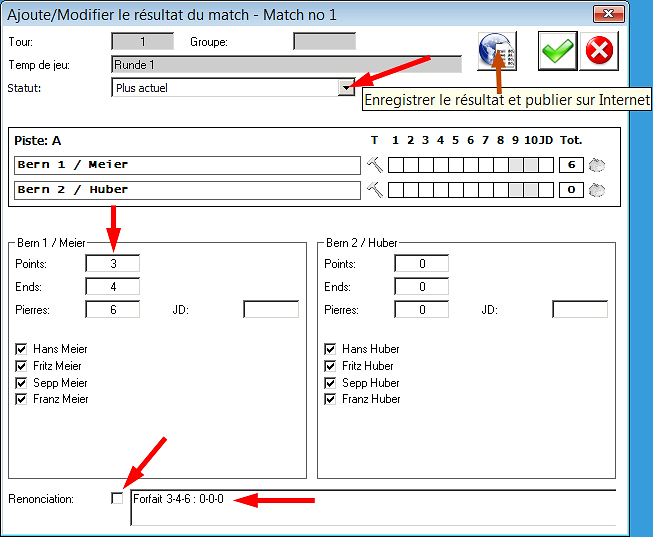 Ajoute/Modifier le résultat du match - Match no 1
Tour: 1 Groupe:
Temp de jeu: Runde 1
Statut: Plus actuel
Enregistrer le résultat et publier sur Internet
Piste: A T 1 2 3 4 5 6 7 8 9 10 JD Tot.
Bern 1 / Meier 6
Bern 2 / Huber 0
Bern 1 / Meier
Points: 3
Ends: 4
Pierres: 6 JD:
Hans Meier
Fritz Meier
Sepp Meier
Franz Meier
Bern 2 / Huber
Points: 0
Ends: 0
Pierres: 0 JD:
Hans Huber
Fritz Huber
Sepp Huber
Franz Huber
Renonciation: Forfait 3-4-6 : 0-0-0